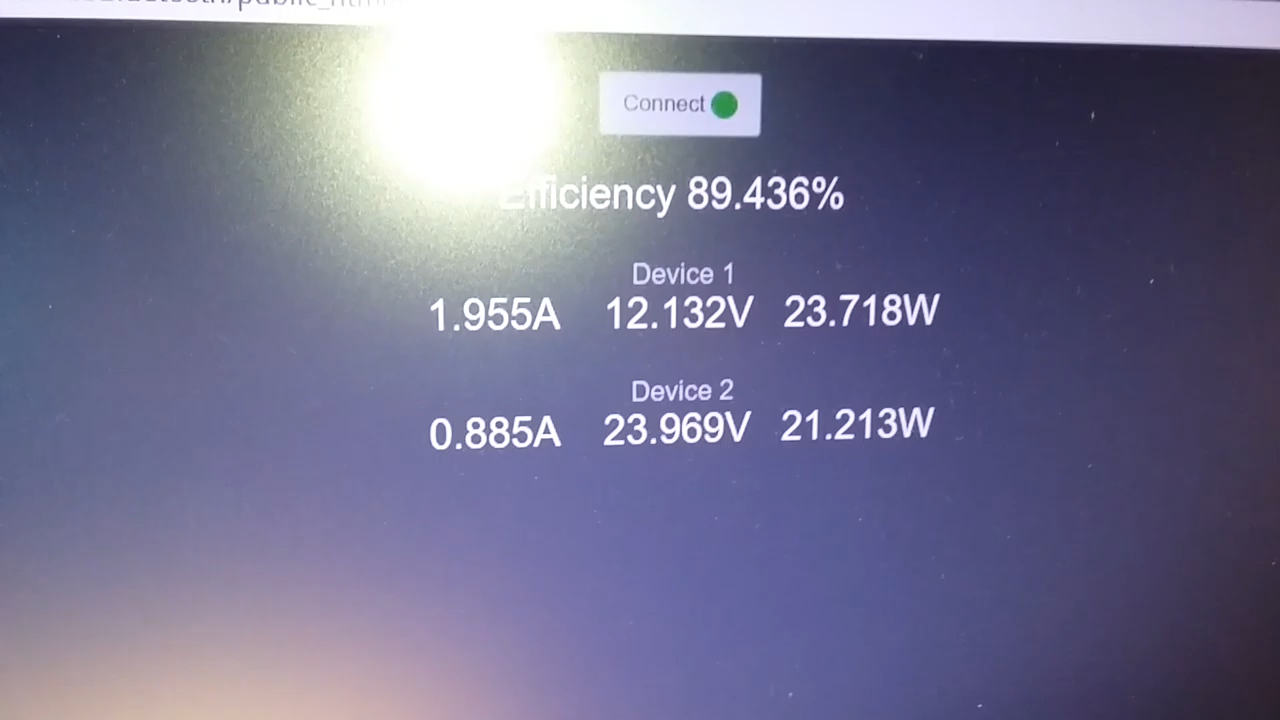 Connect
Efficiency 89.436%
Device 1
1.955A 12.132V 23.718W
Device 2
0.885A 23.969V 21.213W